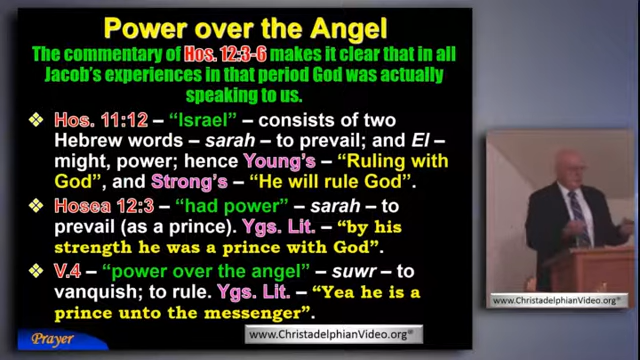 Power over the Angel
The commentary of Hos. 12:3-6 makes it clear that in all
Jacob's experiences in that period God was actually
speaking to us.
❖ Hos. 11:12 – “Israel” – consists of two
Hebrew words – sarah – to prevail; and El –
might, power; hence Young's – “Ruling with
God”, and Strong's – “He will rule God”.
❖ Hosea 12:3 – “had power” – sarah – to
prevail (as a prince). Ygs. Lit. – “by his
strength he was a prince with God”.
❖ V.4 – “power over the angel” – suwr – to
vanquish; to rule. Ygs. Lit. – “Yea he is a
prince unto the messenger”.
Prayer
www.ChristadelphianVideo.org®
www.ChristadelphianVideo.org®